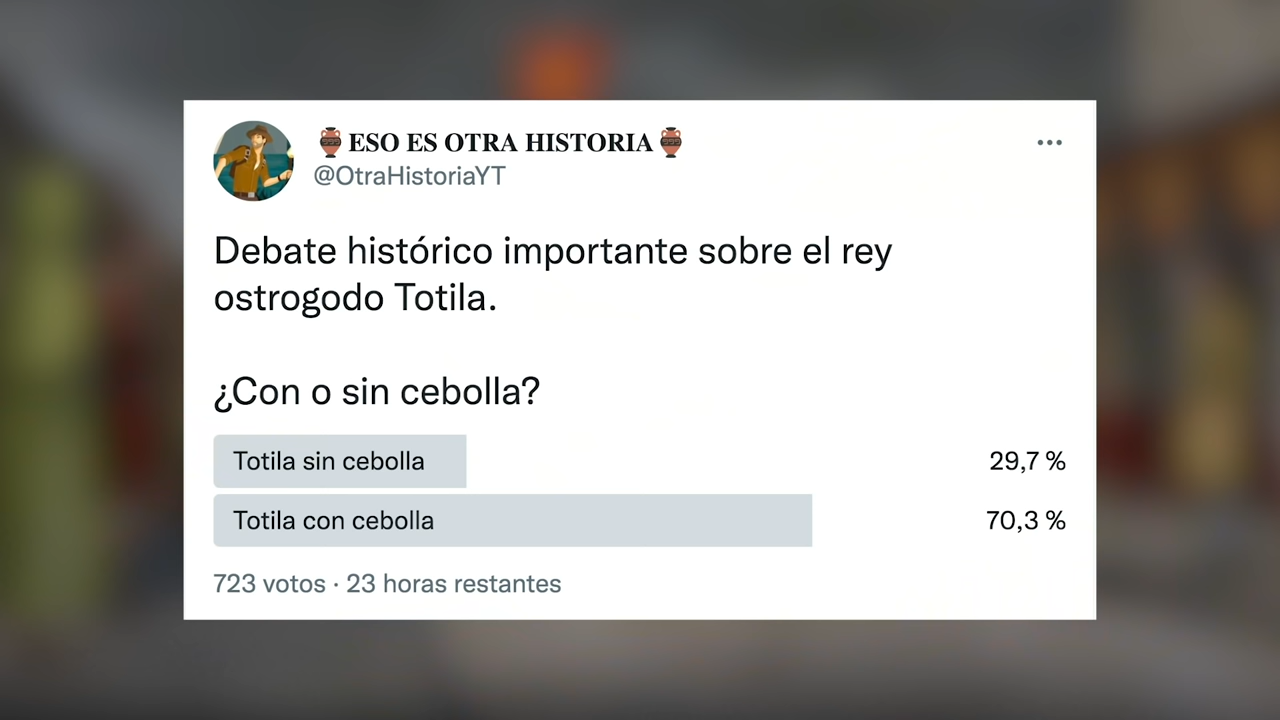 🏺ESO ES OTRA HISTORIA🏺
@OtraHistoriaYT
Debate histórico importante sobre el rey
ostrogodo Totila.
¿Con o sin cebolla?
Totila sin cebolla 29,7 %
Totila con cebolla 70,3 %
723 votos · 23 horas restantes